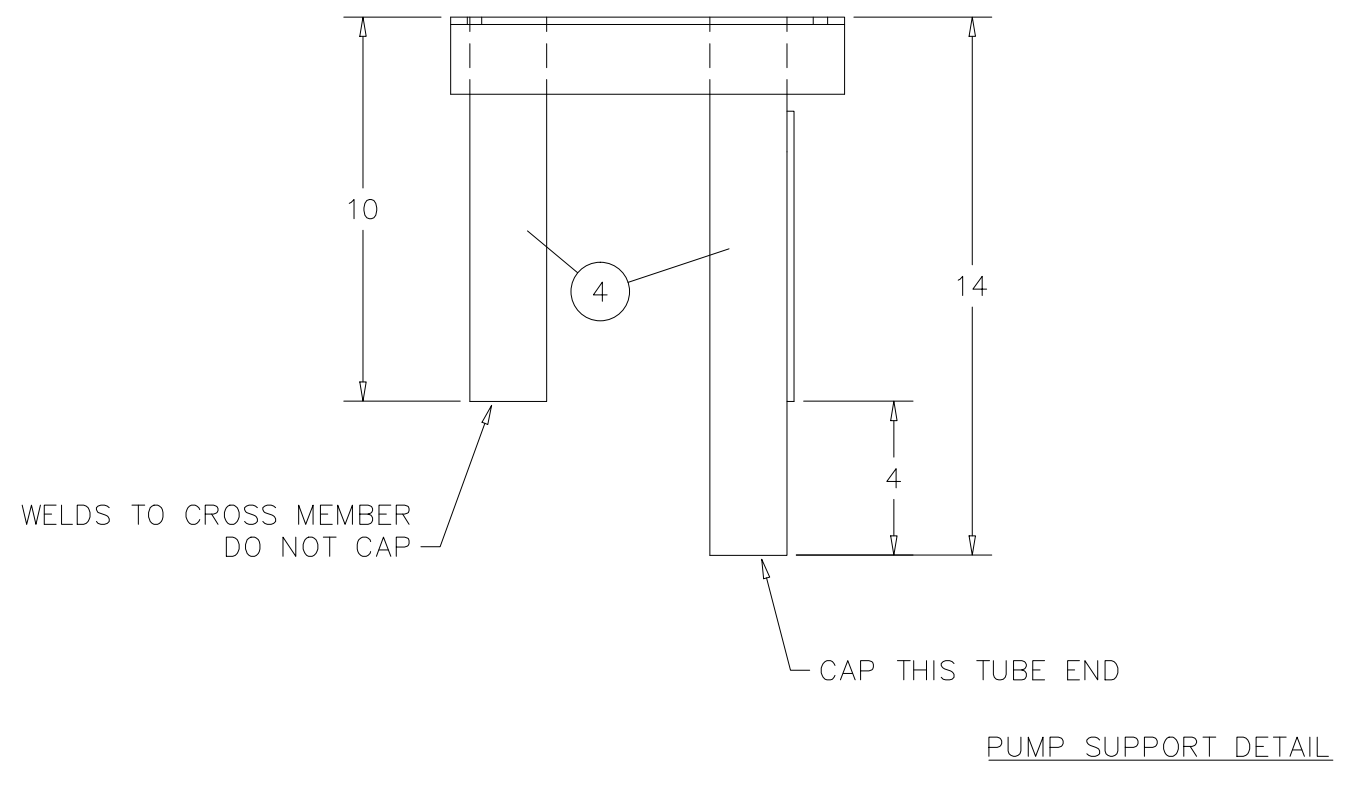 10
4
14
4
WELDS TO CROSS MEMBER
DO NOT CAP
CAP THIS TUBE END
PUMP SUPPORT DETAIL